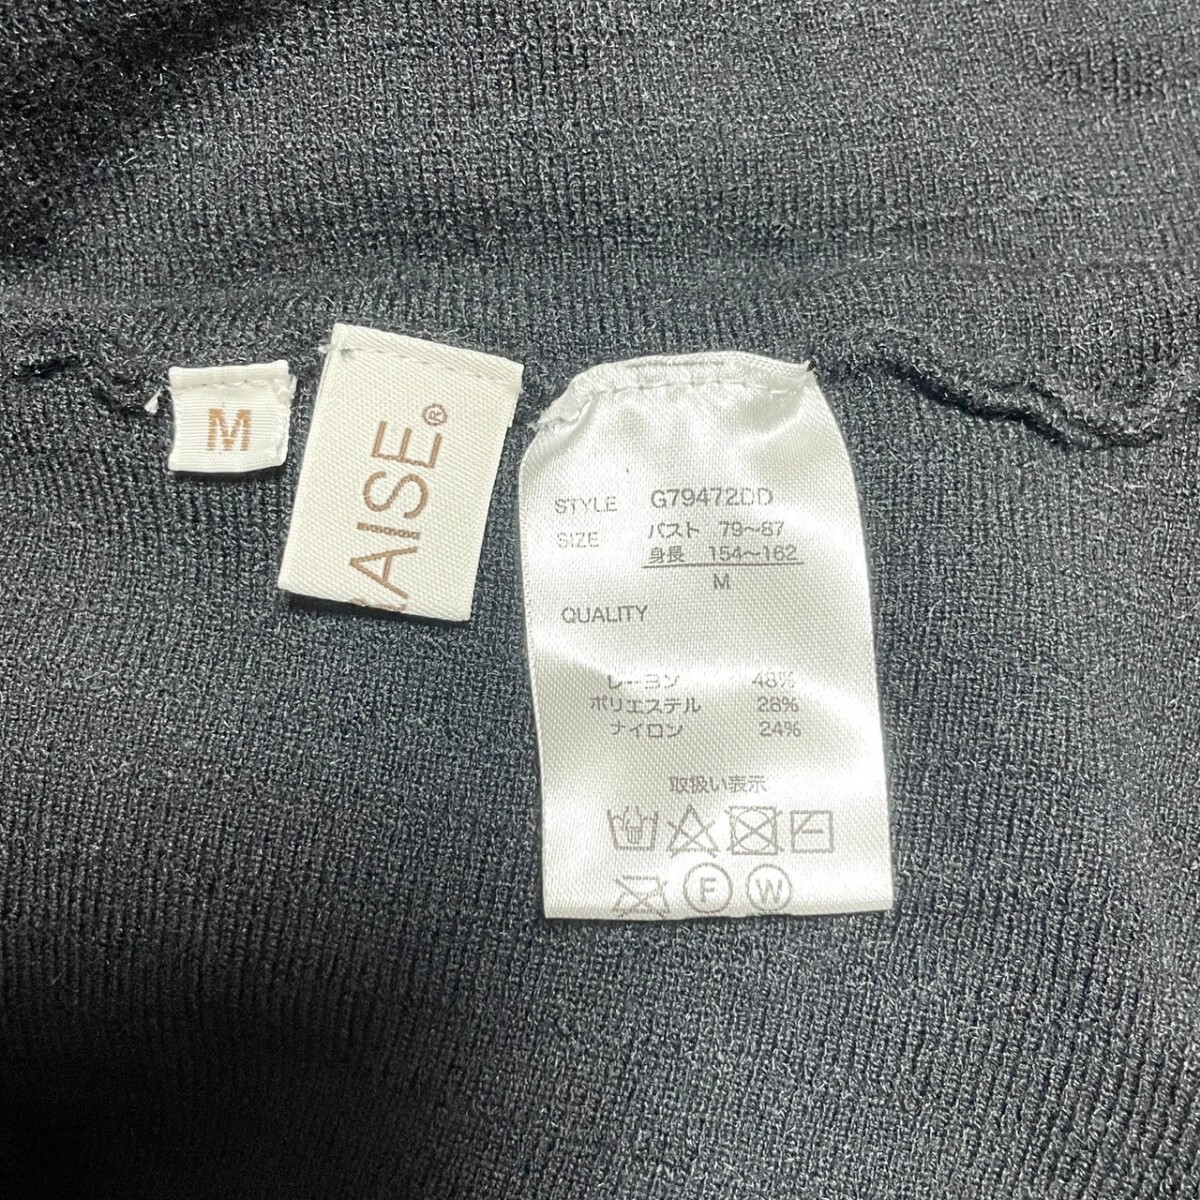 M
RAISE®
STYLE G79472DD
SIZE バスト 79～87
身長 154～162
M
QUALITY
レーヨン 48%
ポリエステル 28%
ナイロン 24%
取扱い表示
F W